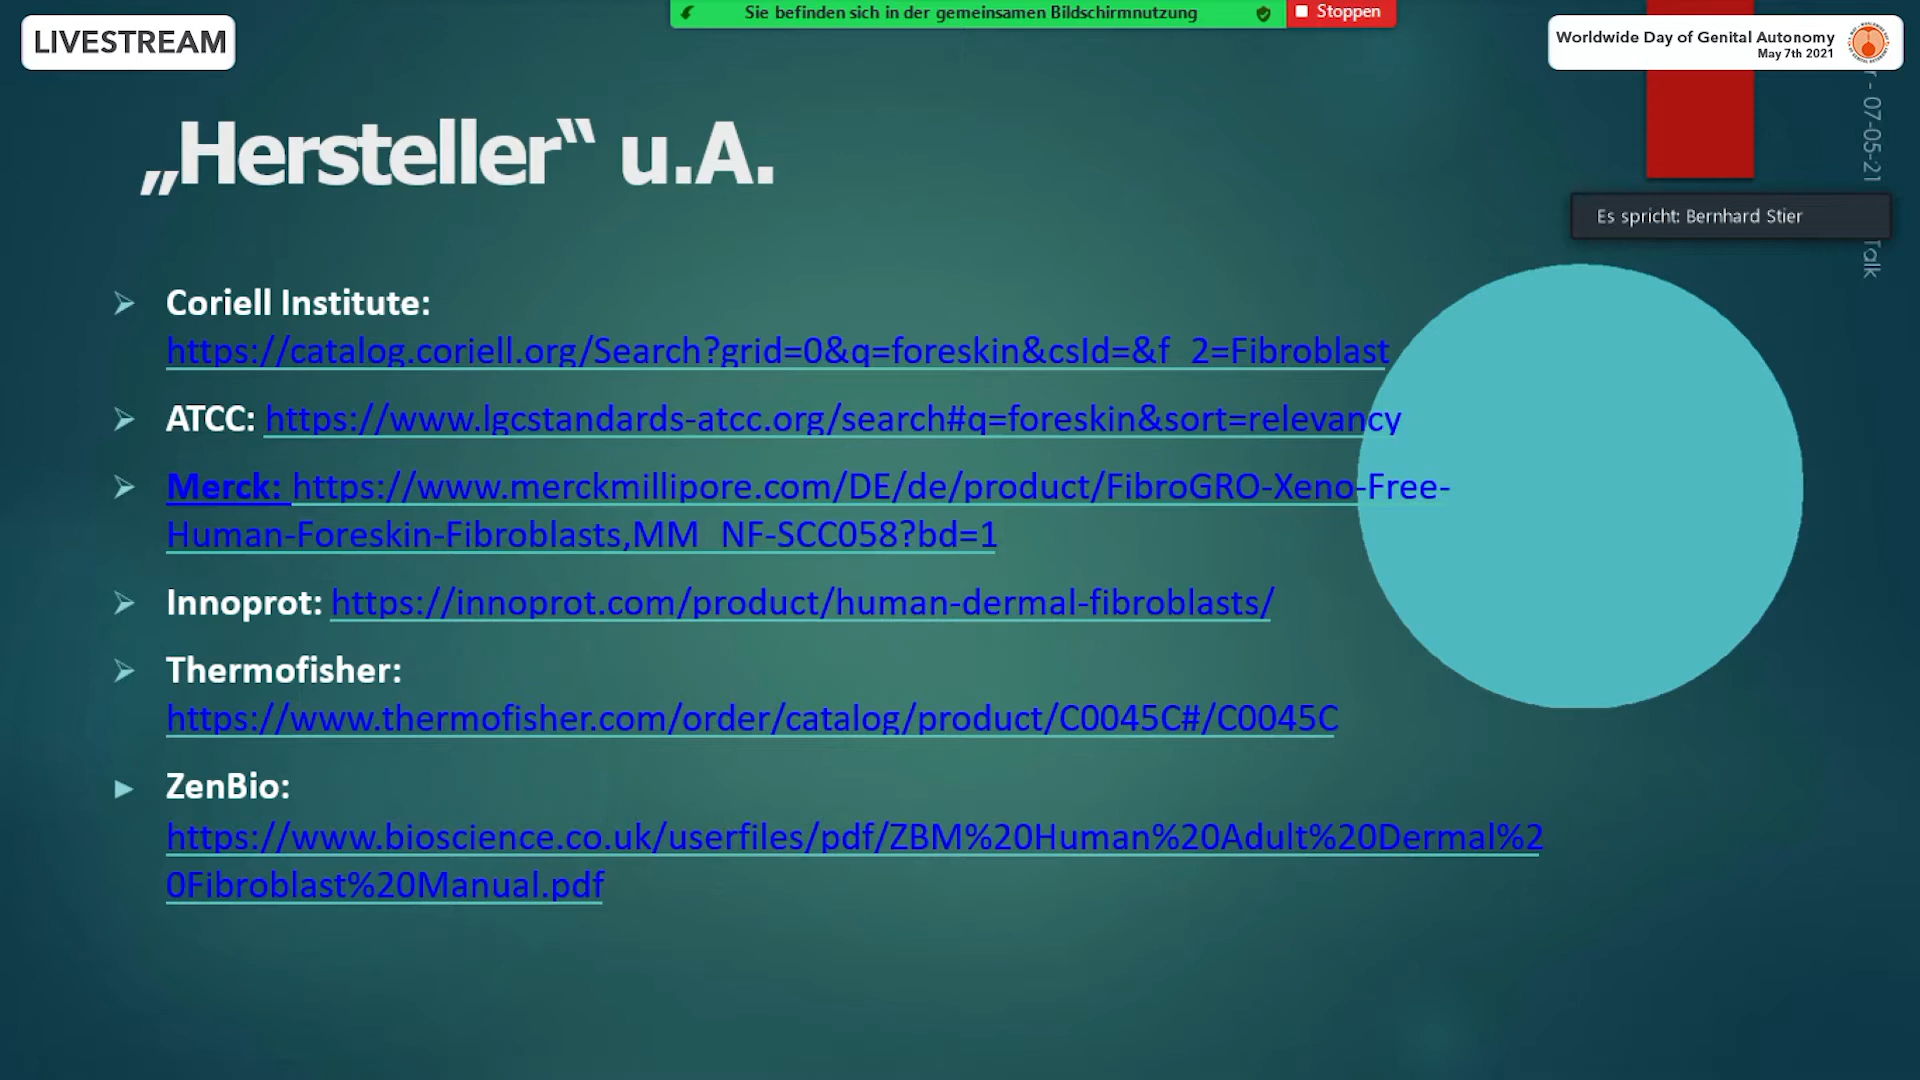 Sie befinden sich in der gemeinsamen Bildschirmnutzung
Stoppen
LIVESTREAM
Worldwide Day of Genital Autonomy
May 7th 2021
„Hersteller“ u.A.
- 07-05-21
Talk
Es spricht: Bernhard Stier
Coriell Institute:
https://catalog.coriell.org/Search?grid=0&q=foreskin&csId=&f_2=Fibroblast
ATCC: https://www.lgcstandards-atcc.org/search#q=foreskin&sort=relevancy
Merck: https://www.merckmillipore.com/DE/de/product/FibroGRO-Xeno-Free-
Human-Foreskin-Fibroblasts,MM_NF-SCC058?bd=1
Innoprot: https://innoprot.com/product/human-dermal-fibroblasts/
Thermofisher:
https://www.thermofisher.com/order/catalog/product/C0045C#/C0045C
ZenBio:
https://www.bioscience.co.uk/userfiles/pdf/ZBM%20Human%20Adult%20Dermal%2
0Fibroblast%20Manual.pdf